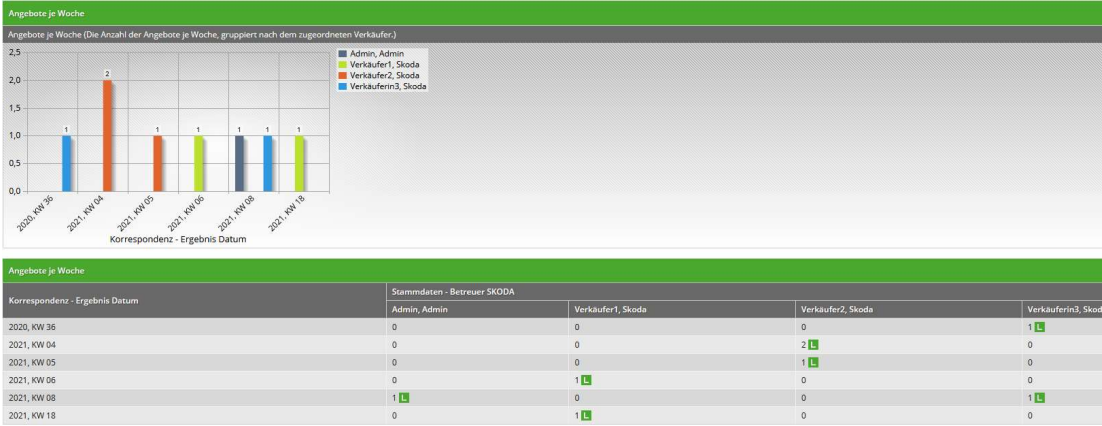 Angebote je Woche
Angebote je Woche (Die Anzahl der Angebote je Woche, gruppiert nach dem zugeordneten Verkäufer.)
2,5
2,0
1,5
1,0
0,5
0,0
1
2
1
1
1
1
1
2020, KW 36
2021, KW 04
2021, KW 05
2021, KW 06
2021, KW 08
2021, KW 18
Korrespondenz - Ergebnis Datum
Admin, Admin
Verkäufer1, Skoda
Verkäufer2, Skoda
Verkäuferin3, Skoda
Angebote je Woche
Korrespondenz - Ergebnis Datum
Stammdaten - Betreuer SKODA
Admin, Admin Verkäufer1, Skoda Verkäufer2, Skoda Verkäuferin3, Skod
2020, KW 36 0 0 0 1 L
2021, KW 04 0 0 2 L 0
2021, KW 05 0 0 1 L 0
2021, KW 06 0 1 L 0 0
2021, KW 08 1 L 0 0 1 L
2021, KW 18 0 1 L 0 0